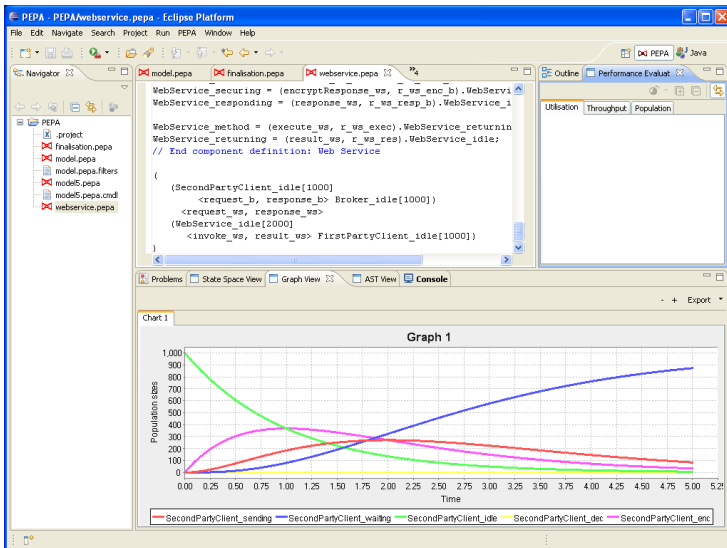 PEPA - PEPA/webservice.pepa - Eclipse Platform
File Edit Navigate Search Project Run PEPA Window Help
PEPA Java
Navigator
PEPA
.project
finalisation.pepa
model.pepa
model.pepa.filters
model5.pepa
model5.pepa.cmdl
webservice.pepa
model.pepa finalisation.pepa webservice.pepa »4
WebService_securing = (encryptResponse_ws, r_ws_enc_b).WebServi
WebService_responding = (response_ws, r_ws_resp_b).WebService_i
WebService_method = (execute_ws, r_ws_exec).WebService_returnin
WebService_returning = (result_ws, r_ws_res).WebService_idle;
// End component definition: Web Service
(
(SecondPartyClient_idle[1000]
<request_b, response_b> Broker_idle[1000])
<request_ws, response_ws>
(WebService_idle[2000]
<invoke_ws, result_ws> FirstPartyClient_idle[1000])
)
Outline Performance Evaluat
Utilisation Throughput Population
Problems State Space View Graph View AST View Console
- + Export
Chart 1
Graph 1
Population sizes
1,000
900
800
700
600
500
400
300
200
100
0
0.00 0.25 0.50 0.75 1.00 1.25 1.50 1.75 2.00 2.25 2.50 2.75 3.00 3.25 3.50 3.75 4.00 4.25 4.50 4.75 5.00 5.25
Time
SecondPartyClient_sending SecondPartyClient_waiting SecondPartyClient_idle SecondPartyClient_dec SecondPartyClient_enc